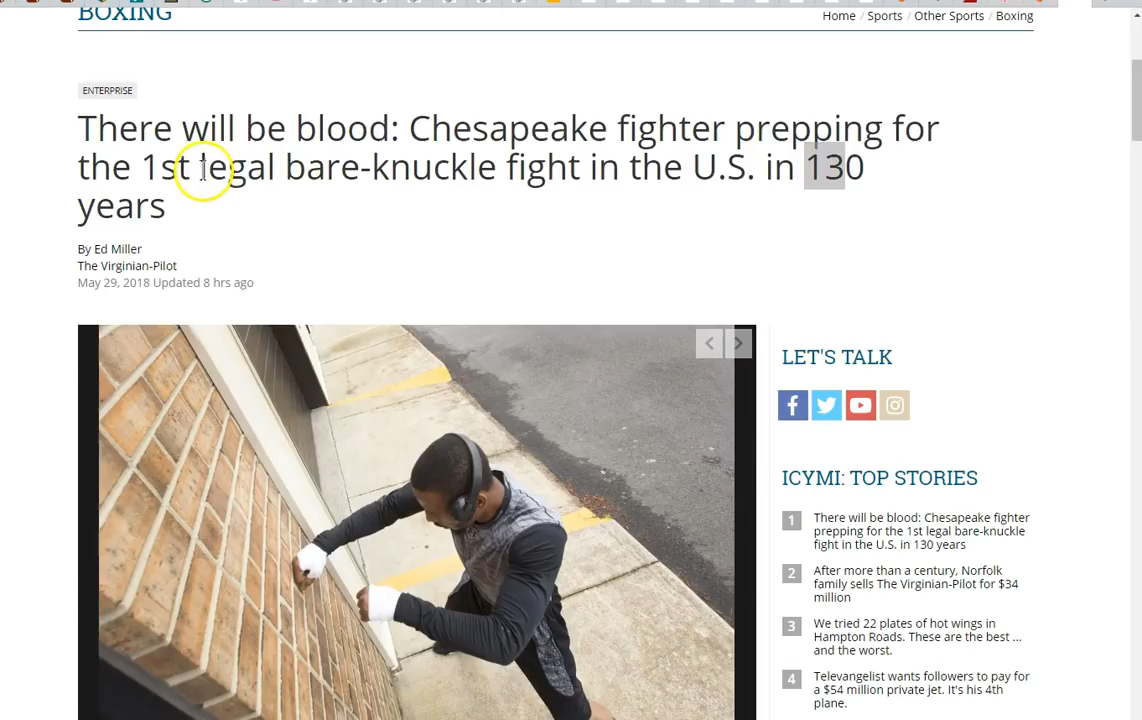 BOXING
Home / Sports / Other Sports / Boxing
ENTERPRISE
There will be blood: Chesapeake fighter prepping for
the 1st legal bare-knuckle fight in the U.S. in 130
years
By Ed Miller
The Virginian-Pilot
May 29, 2018 Updated 8 hrs ago
LET'S TALK
ICYMI: TOP STORIES
1 There will be blood: Chesapeake fighter
prepping for the 1st legal bare-knuckle
fight in the U.S. in 130 years
2 After more than a century, Norfolk
family sells The Virginian-Pilot for $34
million
3 We tried 22 plates of hot wings in
Hampton Roads. These are the best ...
and the worst.
4 Televangelist wants followers to pay for
a $54 million private jet. It's his 4th
plane.